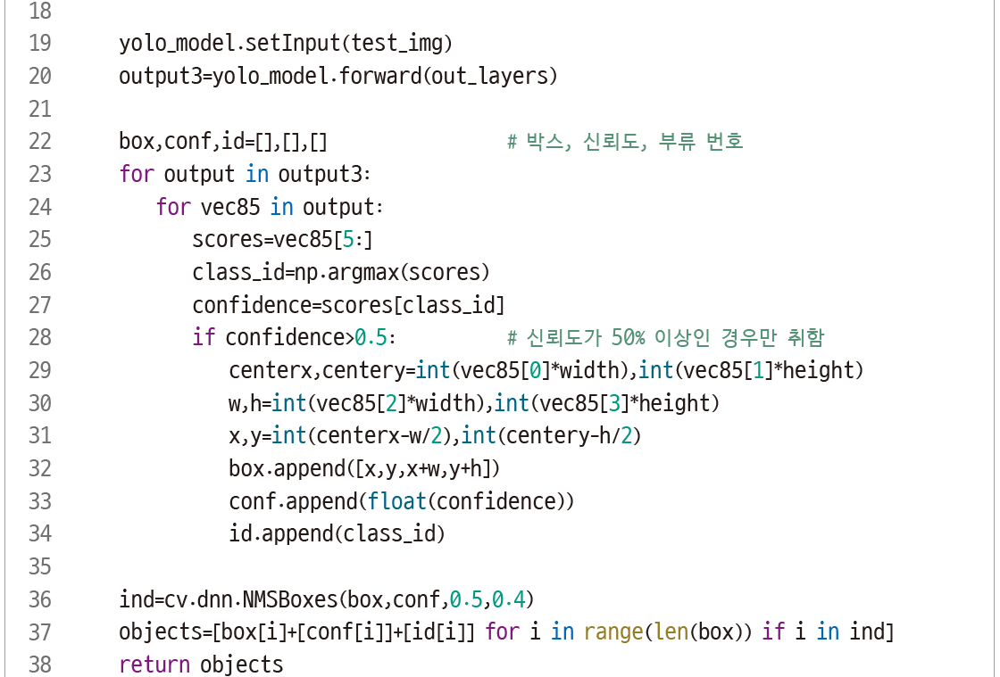 18
19 yolo_model.setInput(test_img)
20 output3=yolo_model.forward(out_layers)
21
22 box,conf,id=[],[],[] # 박스, 신뢰도, 부류 번호
23 for output in output3:
24 for vec85 in output:
25 scores=vec85[5:]
26 class_id=np.argmax(scores)
27 confidence=scores[class_id]
28 if confidence>0.5: # 신뢰도가 50% 이상인 경우만 취함
29 centerx,centery=int(vec85[0]*width),int(vec85[1]*height)
30 w,h=int(vec85[2]*width),int(vec85[3]*height)
31 x,y=int(centerx-w/2),int(centery-h/2)
32 box.append([x,y,x+w,y+h])
33 conf.append(float(confidence))
34 id.append(class_id)
35
36 ind=cv.dnn.NMSBoxes(box,conf,0.5,0.4)
37 objects=[box[i]+[conf[i]]+[id[i]] for i in range(len(box)) if i in ind]
38 return objects